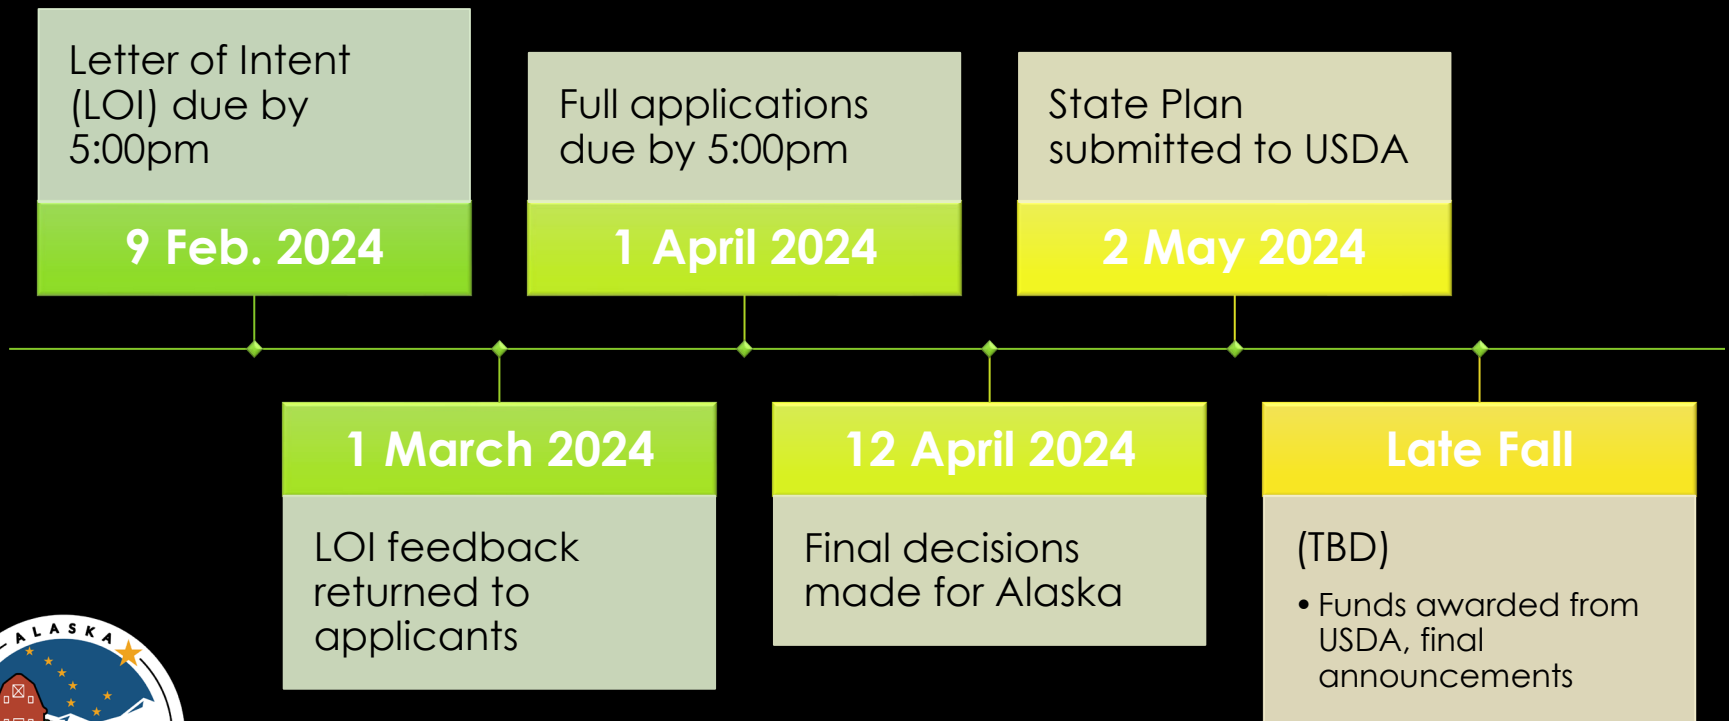 Letter of Intent
(LOI) due by
5:00pm
9 Feb. 2024
LOI feedback
returned to
applicants
1 March 2024
Full applications
due by 5:00pm
1 April 2024
12 April 2024
Final decisions
made for Alaska
State Plan
submitted to USDA
2 May 2024
Late Fall
(TBD)
• Funds awarded from
USDA, final
announcements
ALASKA